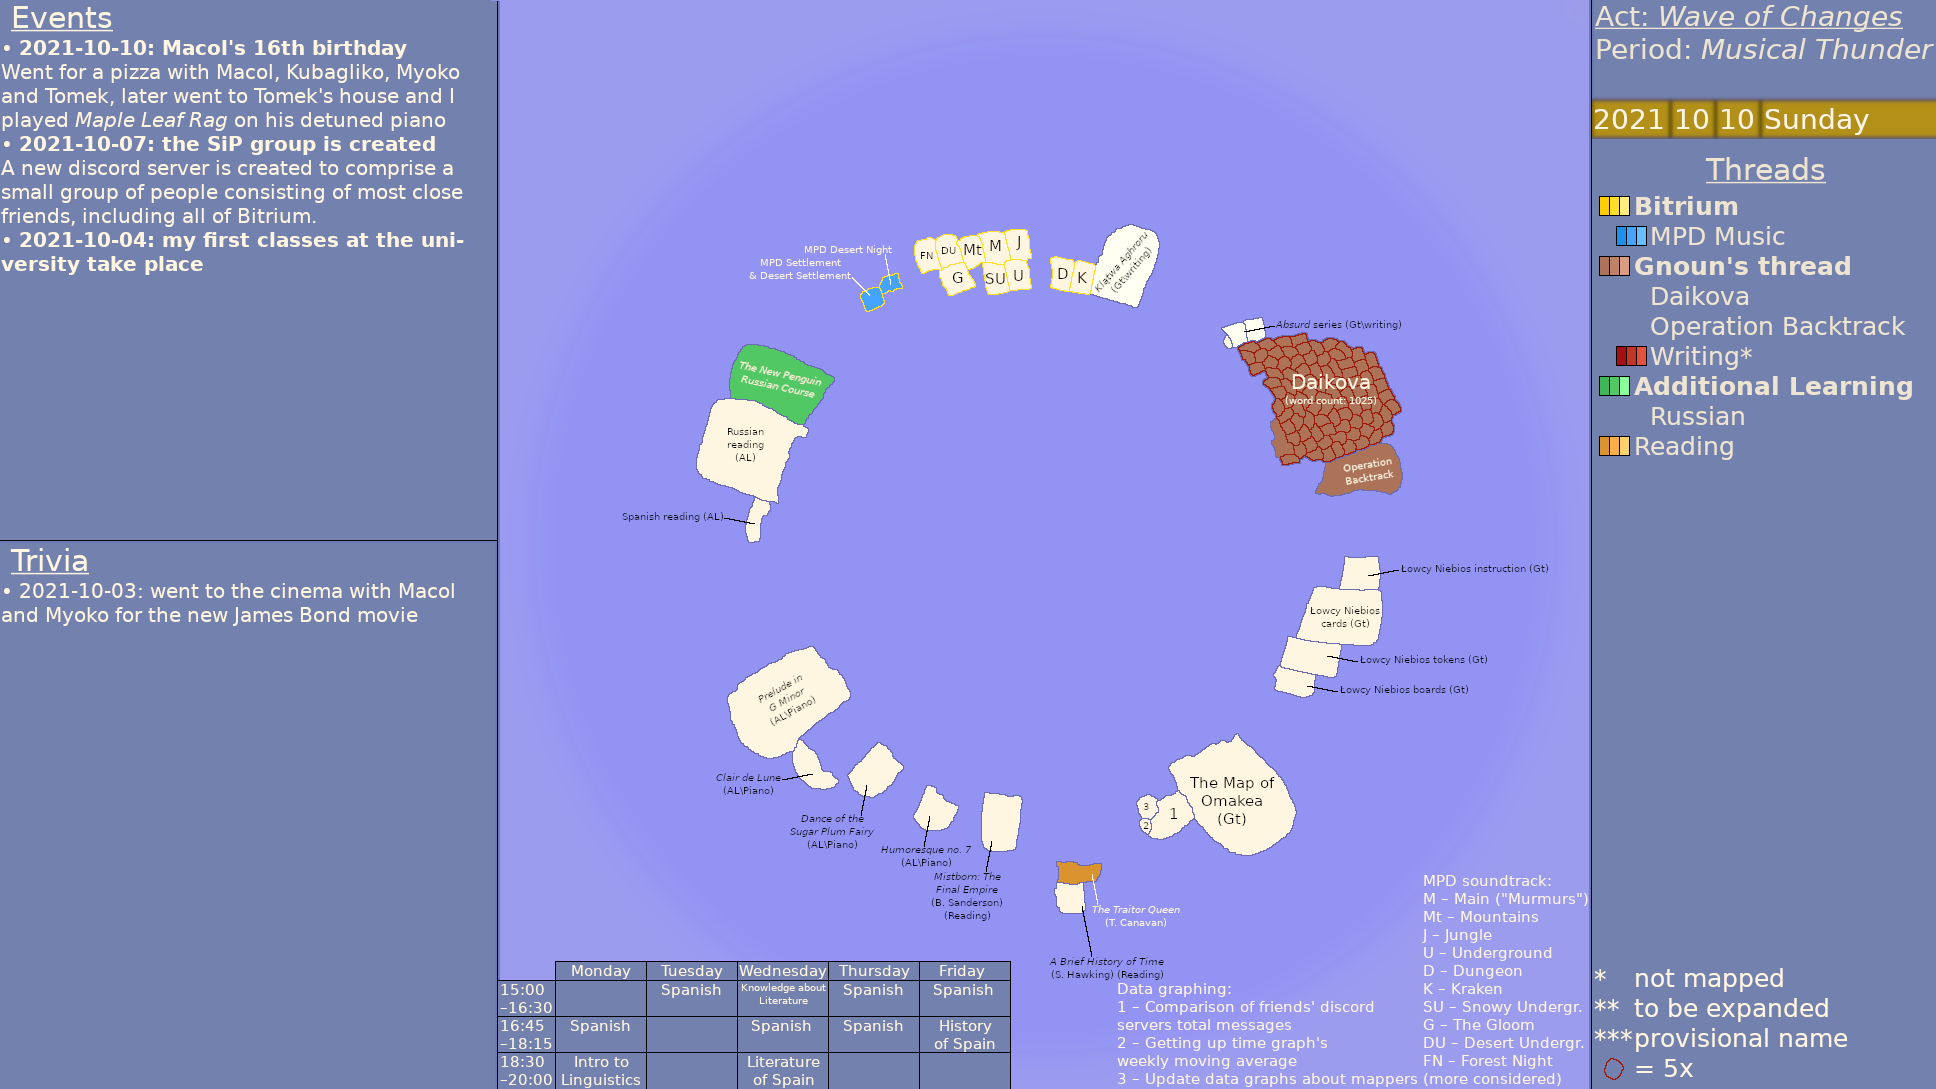 Events
• 2021-10-10: Macol's 16th birthday
Went for a pizza with Macol, Kubagliko, Myoko
and Tomek, later went to Tomek's house and I
played Maple Leaf Rag on his detuned piano
• 2021-10-07: the SiP group is created
A new discord server is created to comprise a
small group of people consisting of most close
friends, including all of Bitrium.
• 2021-10-04: my first classes at the uni-
versity take place
Trivia
• 2021-10-03: went to the cinema with Macol
and Myoko for the new James Bond movie
MPD Desert Night
MPD Settlement
& Desert Settlement
FN
DU
Mt
M
J
G
SU
U
D
K
Klątwa Aghroru
(Gt\writing)
Absurd series (Gt\writing)
Daikova
(word count: 1025)
Operation
Backtrack
The New Penguin
Russian Course
Russian
reading
(AL)
Spanish reading (AL)
Łowcy Niebios instruction (Gt)
Łowcy Niebios
cards (Gt)
Łowcy Niebios tokens (Gt)
Łowcy Niebios boards (Gt)
Prelude in
G Minor
(AL\Piano)
Clair de Lune
(AL\Piano)
Dance of the
Sugar Plum Fairy
(AL\Piano)
Humoresque no. 7
(AL\Piano)
Mistborn: The
Final Empire
(B. Sanderson)
(Reading)
The Map of
Omakea
(Gt)
3
1
2
The Traitor Queen
(T. Canavan)
A Brief History of Time
(S. Hawking) (Reading)
Monday Tuesday Wednesday Thursday Friday
15:00
–16:30
Spanish
Knowledge about
Literature
Spanish
Spanish
16:45
–18:15
Spanish
Spanish
Spanish
History
of Spain
18:30
–20:00
Intro to
Linguistics
Literature
of Spain
Data graphing:
1 – Comparison of friends' discord
servers total messages
2 – Getting up time graph's
weekly moving average
3 – Update data graphs about mappers (more considered)
MPD soundtrack:
M – Main ("Murmurs")
Mt – Mountains
J – Jungle
U – Underground
D – Dungeon
K – Kraken
SU – Snowy Undergr.
G – The Gloom
DU – Desert Undergr.
FN – Forest Night
Act: Wave of Changes
Period: Musical Thunder
2021 10 10 Sunday
Threads
Bitrium
MPD Music
Gnoun's thread
Daikova
Operation Backtrack
Writing*
Additional Learning
Russian
Reading
* not mapped
** to be expanded
***provisional name
= 5x